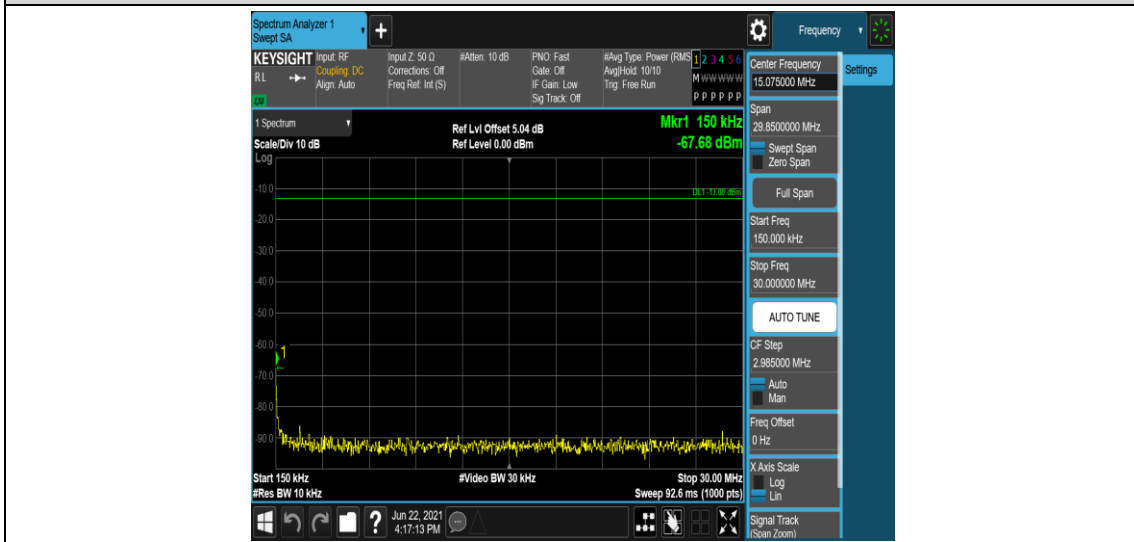 Spectrum Analyzer 1
Swept SA
+
Frequency
KEYSIGHT
RL
LXI
Input: RF
Coupling: DC
Align: Auto
Input Z: 50 Ω
Corrections: Off
Freq Ref: Int (S)
#Atten: 10 dB
PNO: Fast
Gate: Off
IF Gain: Low
Sig Track: Off
#Avg Type: Power (RMS
Avg|Hold: 10/10
Trig: Free Run
1 2 3 4 5 6
M W W W W W
P P P P P P
1 Spectrum
Scale/Div 10 dB
Log
Ref Lvl Offset 5.04 dB
Ref Level 0.00 dBm
Mkr1 150 kHz
-67.68 dBm
DL1 -13.00 dBm
-10.0
-20.0
-30.0
-40.0
-50.0
-60.0
1
-70.0
-80.0
-90.0
Start 150 kHz
#Res BW 10 kHz
#Video BW 30 kHz
Stop 30.00 MHz
Sweep 92.6 ms (1000 pts)
?
Jun 22, 2021
4:17:13 PM
Center Frequency
15.075000 MHz
Settings
Span
29.8500000 MHz
Swept Span
Zero Span
Full Span
Start Freq
150.000 kHz
Stop Freq
30.000000 MHz
AUTO TUNE
CF Step
2.985000 MHz
Auto
Man
Freq Offset
0 Hz
X Axis Scale
Log
Lin
Signal Track
(Span Zoom)